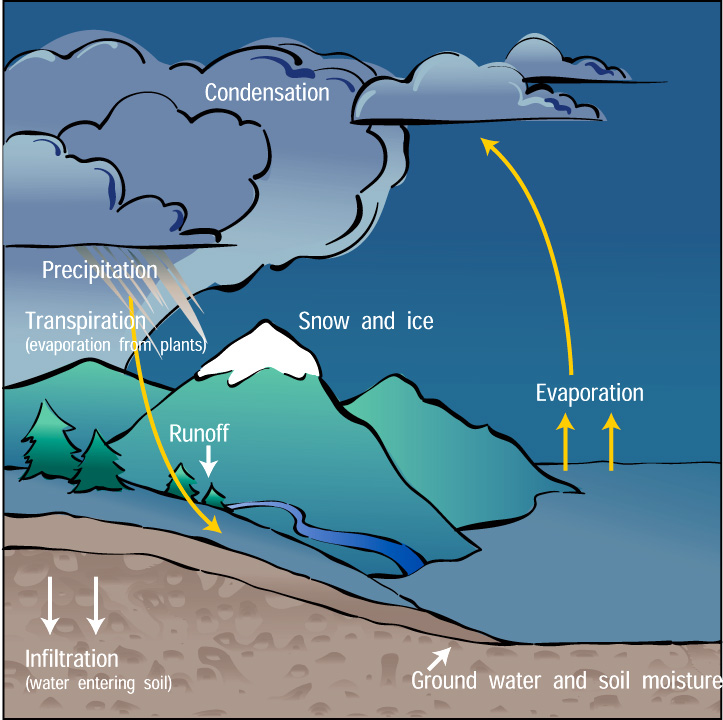 Condensation
Precipitation
Transpiration
(evaporation from plants)
Snow and ice
Evaporation
Runoff
Infiltration
(water entering soil)
Ground water and soil moisture